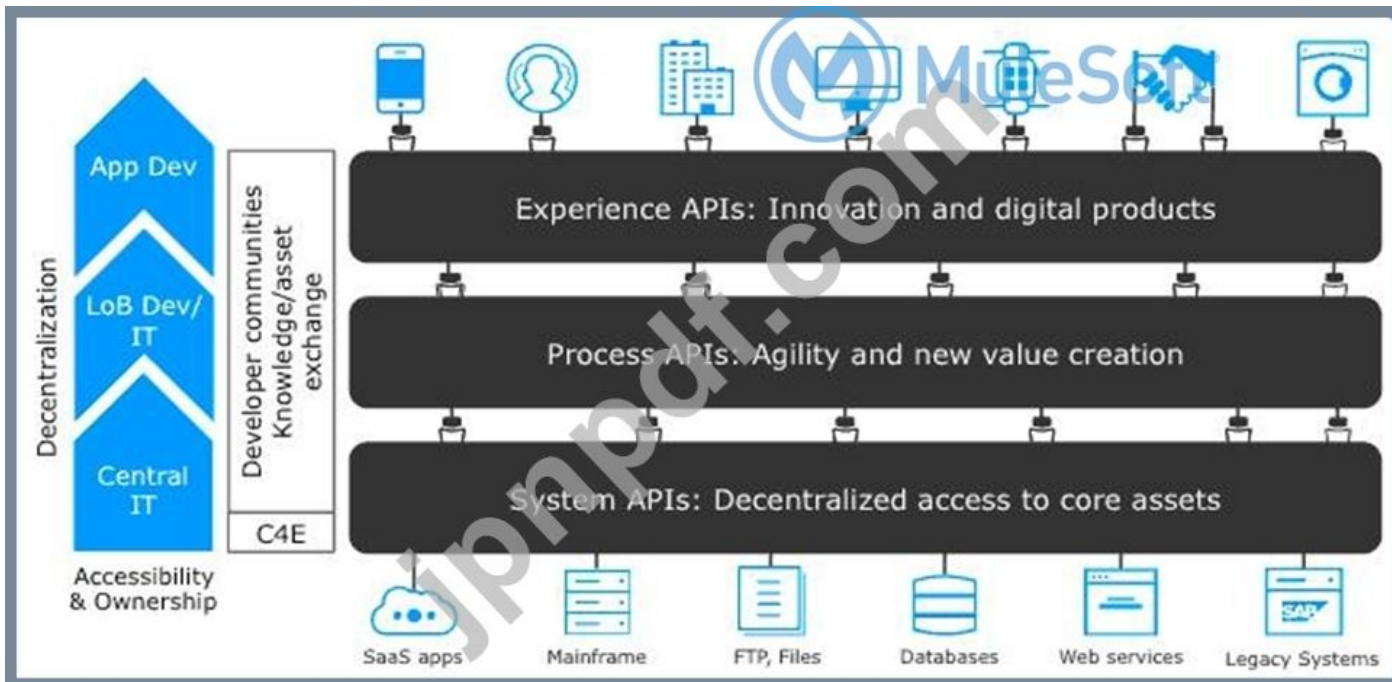 MuleSoft
App Dev
Experience APIs: Innovation and digital products
Decentralization
Developer communities
Knowledge/asset
exchange
LoB Dev/
IT
Process APIs: Agility and new value creation
Central
IT
System APIs: Decentralized access to core assets
C4E
Accessibility
& Ownership
SaaS apps
Mainframe
FTP, Files
Databases
Web services
SAP
Legacy Systems
jpnpdf.com